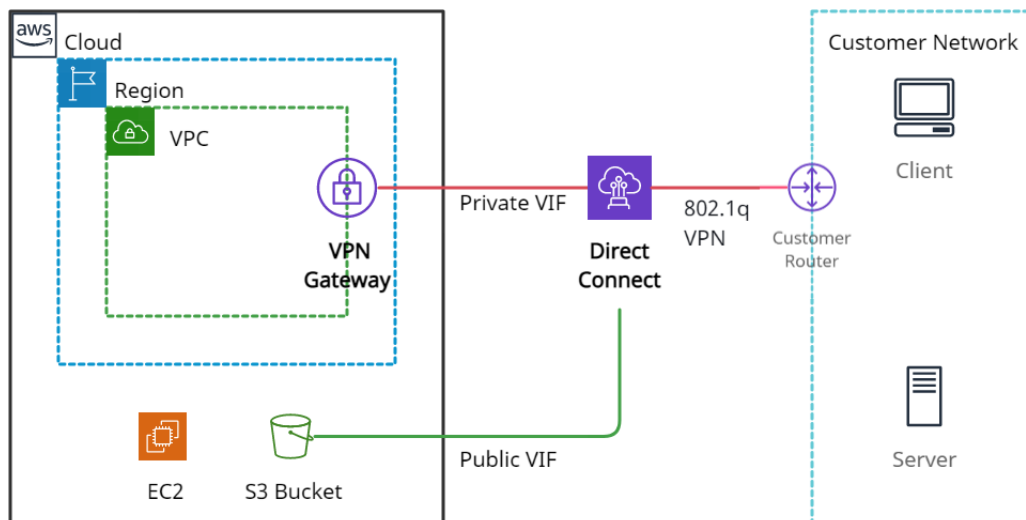 aws
Cloud
Region
VPC
VPN
Gateway
Private VIF
Direct
Connect
802.1q
VPN
Customer Network
Client
Customer
Router
Server
EC2
S3 Bucket
Public VIF